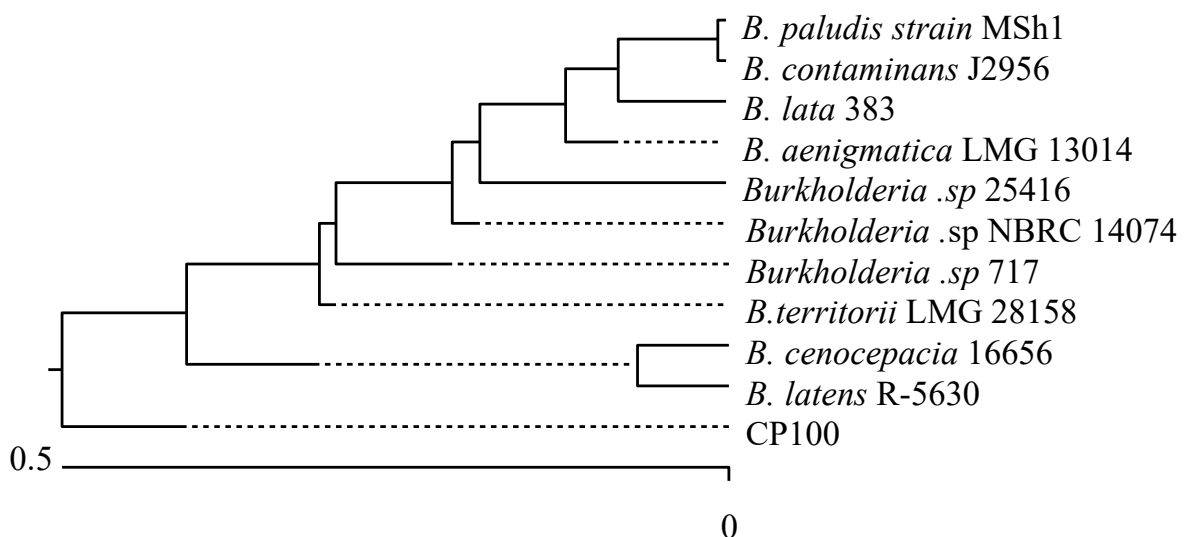 B. paludis strain MSh1
B. contaminans J2956
B. lata 383
B. aenigmatica LMG 13014
Burkholderia .sp 25416
Burkholderia .sp NBRC 14074
Burkholderia .sp 717
B.territorii LMG 28158
B. cenocepacia 16656
B. latens R-5630
CP100
0.5
0